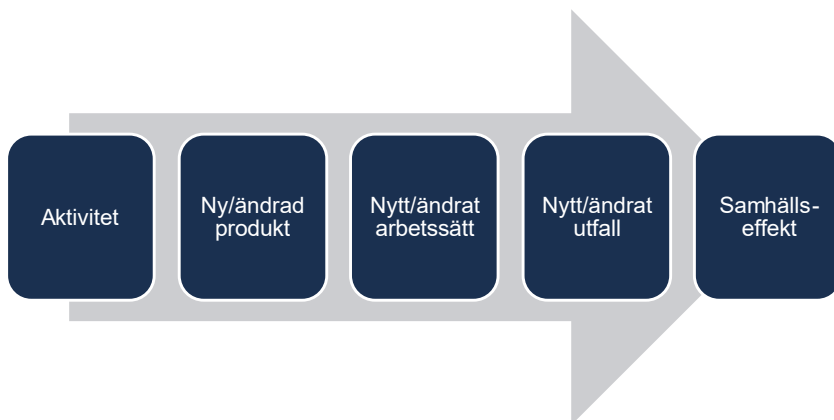 Aktivitet
Ny/ändrad
produkt
Nytt/ändrat
arbetssätt
Nytt/ändrat
utfall
Samhälls-
effekt